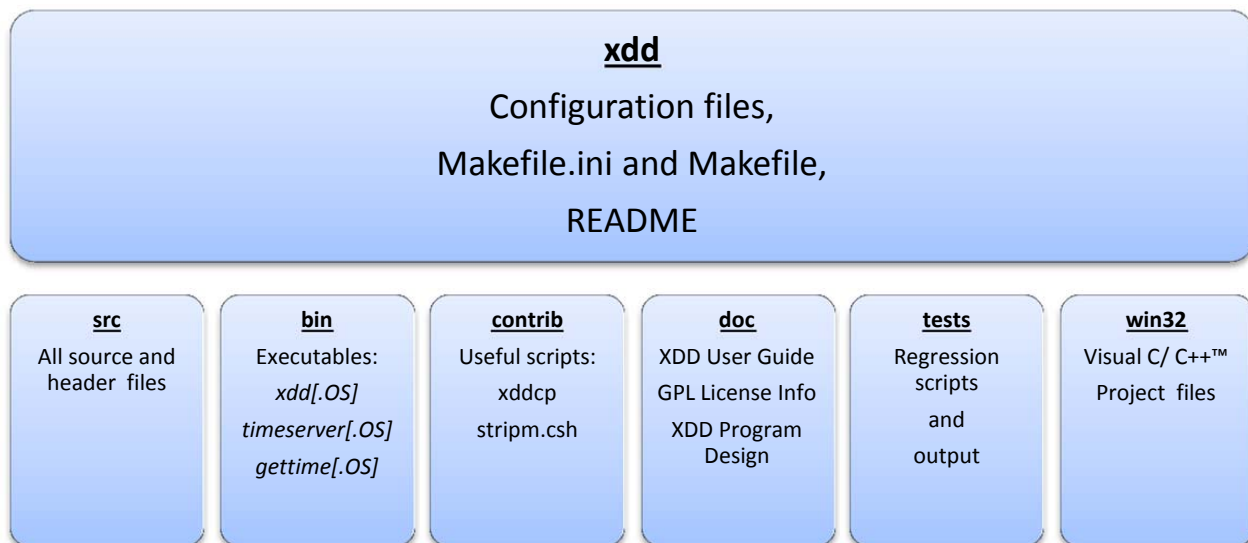 xdd
Configuration files,
Makefile.ini and Makefile,
README
src
All source and
header files
bin
Executables:
xdd[.OS]
timeserver[.OS]
gettime[.OS]
contrib
Useful scripts:
xddcp
stripm.csh
doc
XDD User Guide
GPL License Info
XDD Program
Design
tests
Regression
scripts
and
output
win32
Visual C/ C++™
Project files